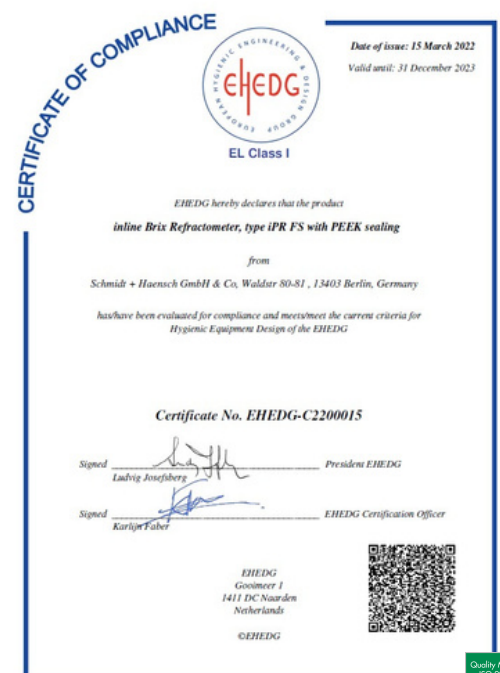 CERTIFICATE OF COMPLIANCE
EUROPEAN HYGIENIC ENGINEERING & DESIGN GROUP
EHEDG
EL Class I
Date of issue: 15 March 2022
Valid until: 31 December 2023
EHEDG hereby declares that the product
inline Brix Refractometer, type iPR FS with PEEK sealing
from
Schmidt + Haensch GmbH & Co, Waldstr 80-81 , 13403 Berlin, Germany
has/have been evaluated for compliance and meets/meet the current criteria for
Hygienic Equipment Design of the EHEDG
Certificate No. EHEDG-C2200015
Signed
President EHEDG
Ludvig Josefsberg
Signed
EHEDG Certification Officer
Karlijn Faber
EHEDG
Gooimeer 1
1411 DC Naarden
Netherlands
©EHEDG
Quality